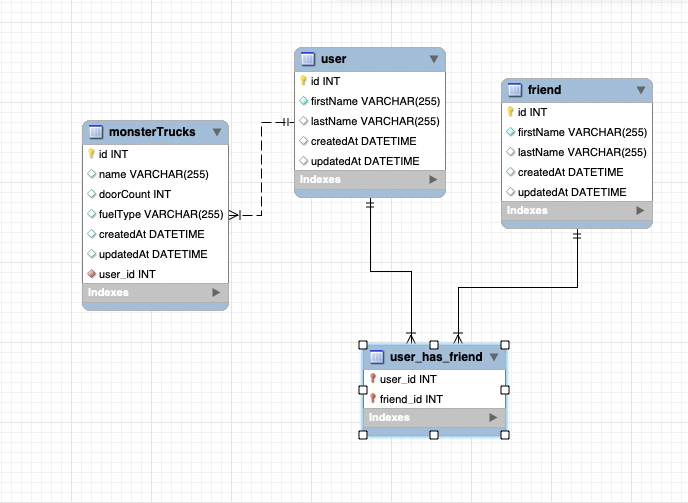 monsterTrucks
id INT
name VARCHAR(255)
doorCount INT
fuelType VARCHAR(255)
createdAt DATETIME
updatedAt DATETIME
user_id INT
Indexes
user
id INT
firstName VARCHAR(255)
lastName VARCHAR(255)
createdAt DATETIME
updatedAt DATETIME
Indexes
friend
id INT
firstName VARCHAR(255)
lastName VARCHAR(255)
createdAt DATETIME
updatedAt DATETIME
Indexes
user_has_friend
user_id INT
friend_id INT
Indexes